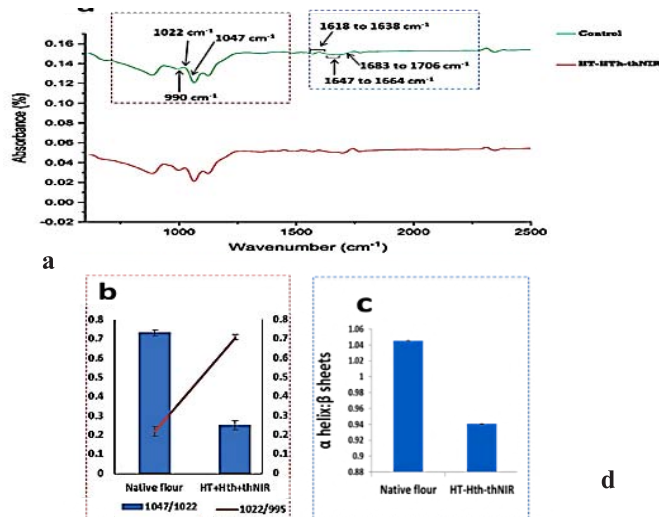 Control
HT-HTh-thNIR
1022 cm⁻¹
1047 cm⁻¹
990 cm⁻¹
1618 to 1638 cm⁻¹
1683 to 1706 cm⁻¹
1647 to 1664 cm⁻¹
Absorbance (%)
0.16
0.14
0.12
0.10
0.08
0.06
0.04
0.02
0.00
-0.02
1000
1500
2000
2500
Wavenumber (cm⁻¹)
a
b
0.8
0.7
0.6
0.5
0.4
0.3
0.2
0.1
0
0.8
0.7
0.6
0.5
0.4
0.3
0.2
0.1
0
Native flour
HT+Hth+thNIR
1047/1022
1022/995
c
α helix:β sheets
1.06
1.04
1.02
1
0.98
0.96
0.94
0.92
0.9
0.88
Native flour
HT-Hth-thNIR
d